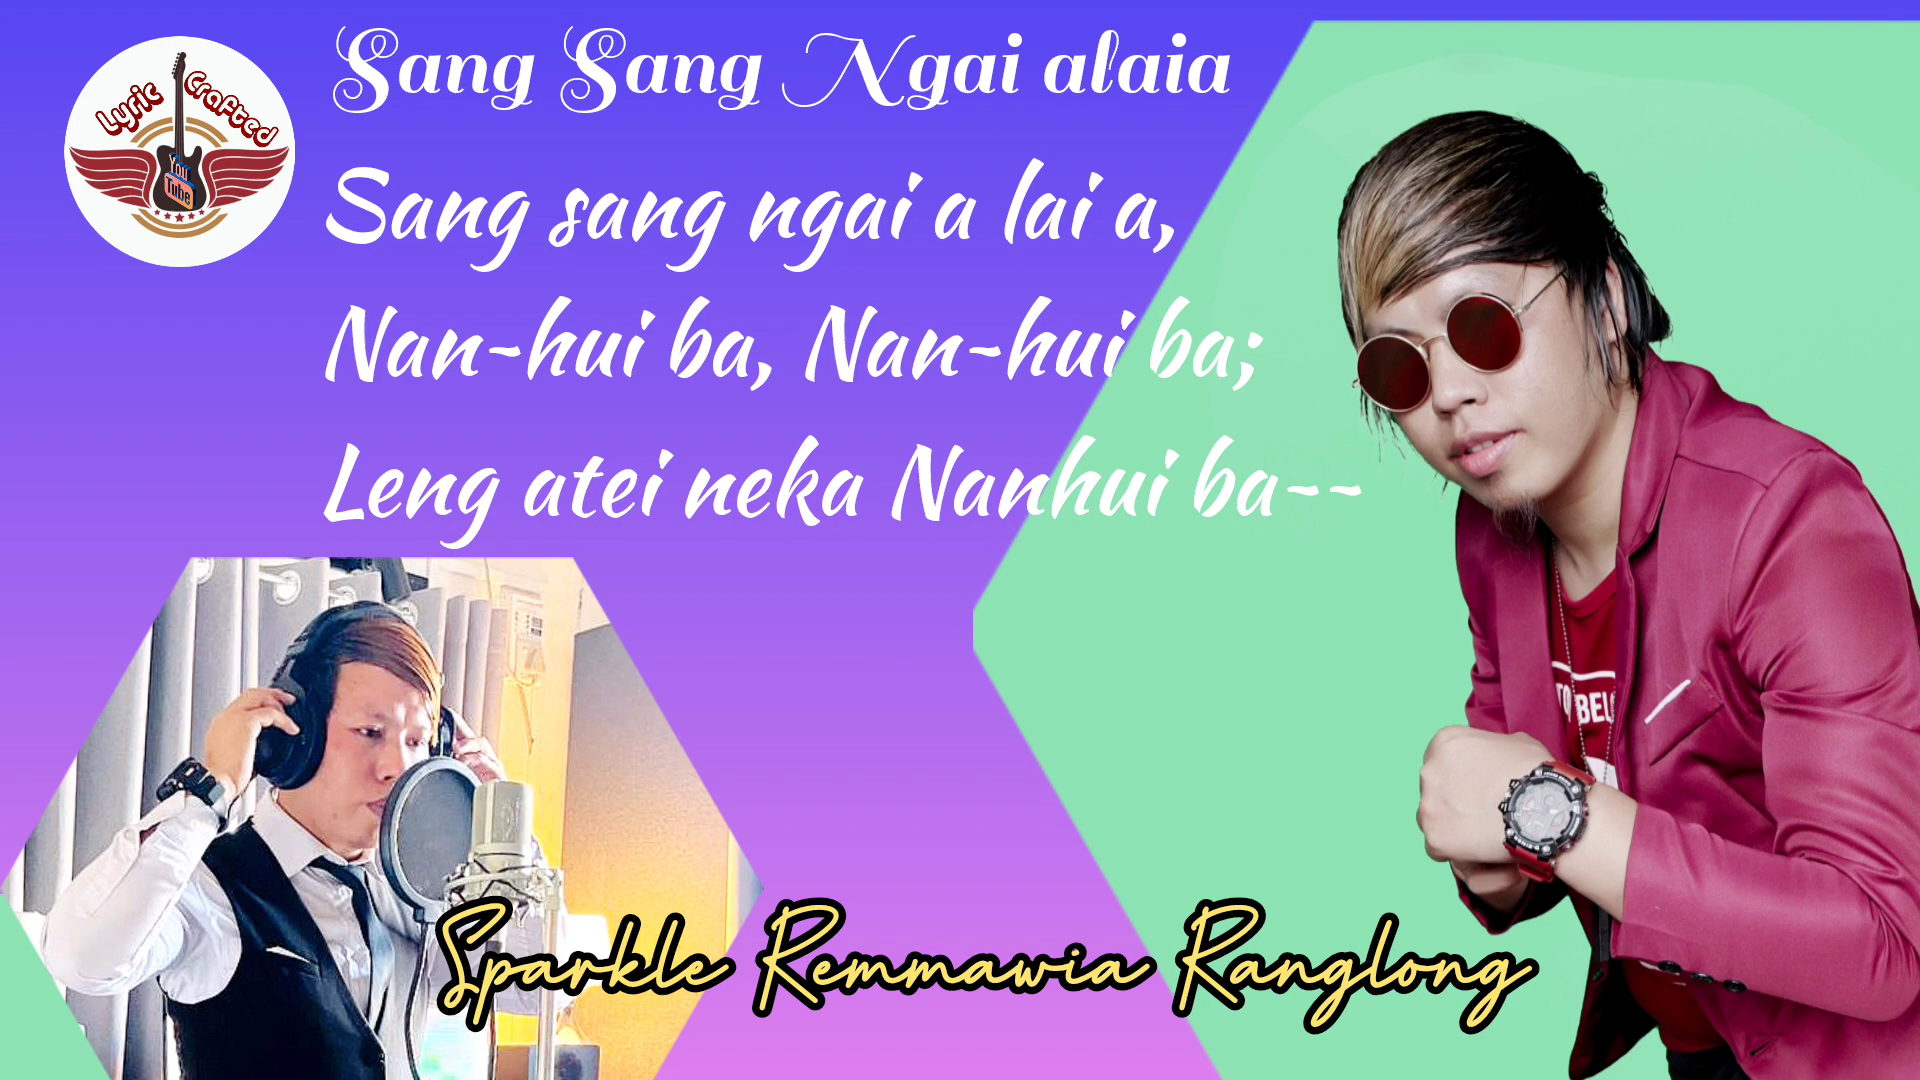 Lyric Crafted
You
Tube
Sang Sang Ngai alaia
Sang sang ngai a lai a,
Nan-hui ba, Nan-hui ba;
Leng atei neka Nanhui ba--
BEL
Sparkle Remmawia Ranglong